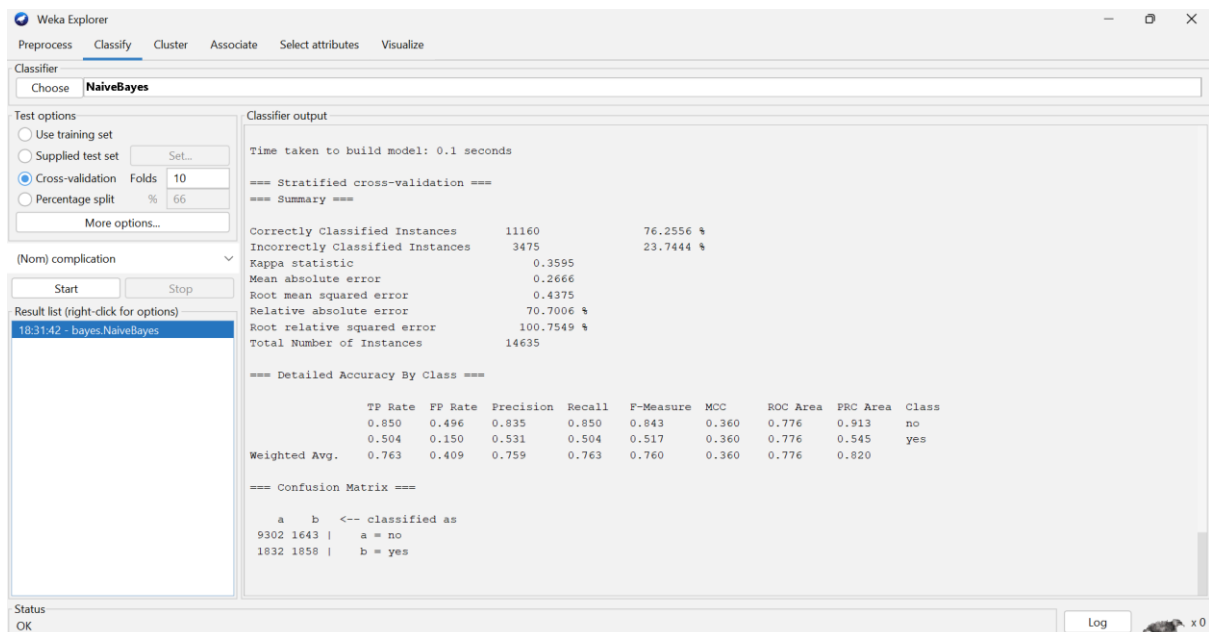 Weka Explorer
Preprocess Classify Cluster Associate Select attributes Visualize
Classifier
Choose NaiveBayes
Test options
Use training set
Supplied test set Set...
Cross-validation Folds 10
Percentage split % 66
More options...
(Nom) complication
Start Stop
Result list (right-click for options)
18:31:42 - bayes.NaiveBayes
Classifier output
Time taken to build model: 0.1 seconds
=== Stratified cross-validation ===
=== Summary ===
Correctly Classified Instances 11160 76.2556 %
Incorrectly Classified Instances 3475 23.7444 %
Kappa statistic 0.3595
Mean absolute error 0.2666
Root mean squared error 0.4375
Relative absolute error 70.7006 %
Root relative squared error 100.7549 %
Total Number of Instances 14635
=== Detailed Accuracy By Class ===
TP Rate FP Rate Precision Recall F-Measure MCC ROC Area PRC Area Class
0.850 0.496 0.835 0.850 0.843 0.360 0.776 0.913 no
0.504 0.150 0.531 0.504 0.517 0.360 0.776 0.545 yes
Weighted Avg. 0.763 0.409 0.759 0.763 0.760 0.360 0.776 0.820
=== Confusion Matrix ===
a b <-- classified as
9302 1643 | a = no
1832 1858 | b = yes
Status
OK
Log
x 0